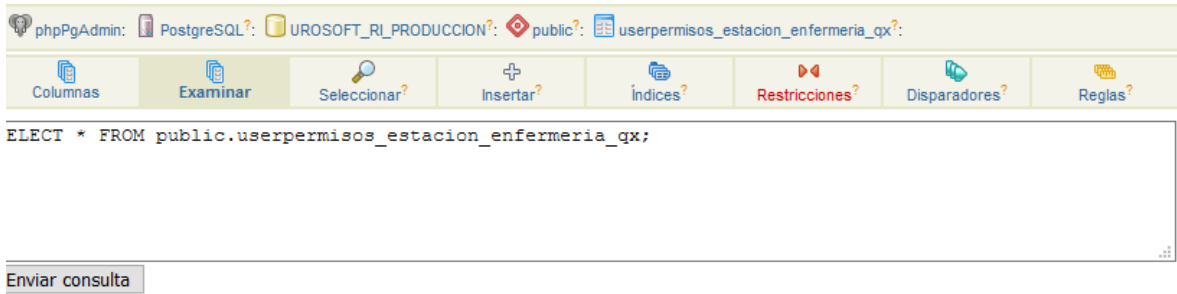 phpPgAdmin: PostgreSQL?: UROSOFT_RI_PRODUCCION?: public?: userpermisos_estacion_enfermeria_qx?:
Columnas Examinar Seleccionar? Insertar? Índices? Restricciones? Disparadores? Reglas?
ELECT * FROM public.userpermisos_estacion_enfermeria_qx;
Enviar consulta